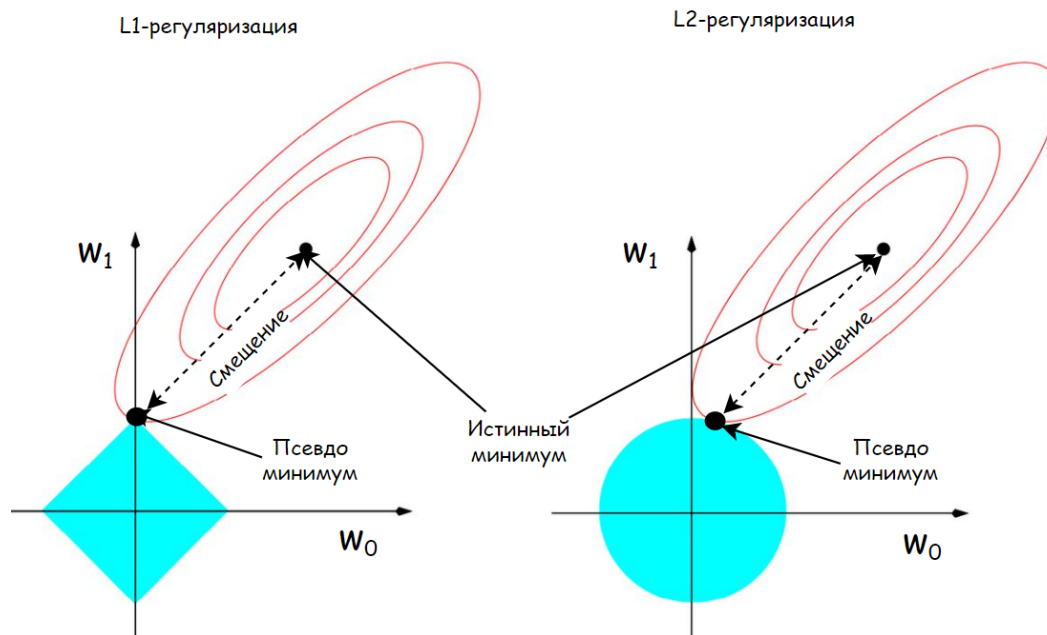 L1-регуляризация
L2-регуляризация
W1
Смещение
Псевдо
минимум
W0
Истинный
минимум
W1
Смещение
Псевдо
минимум
W0